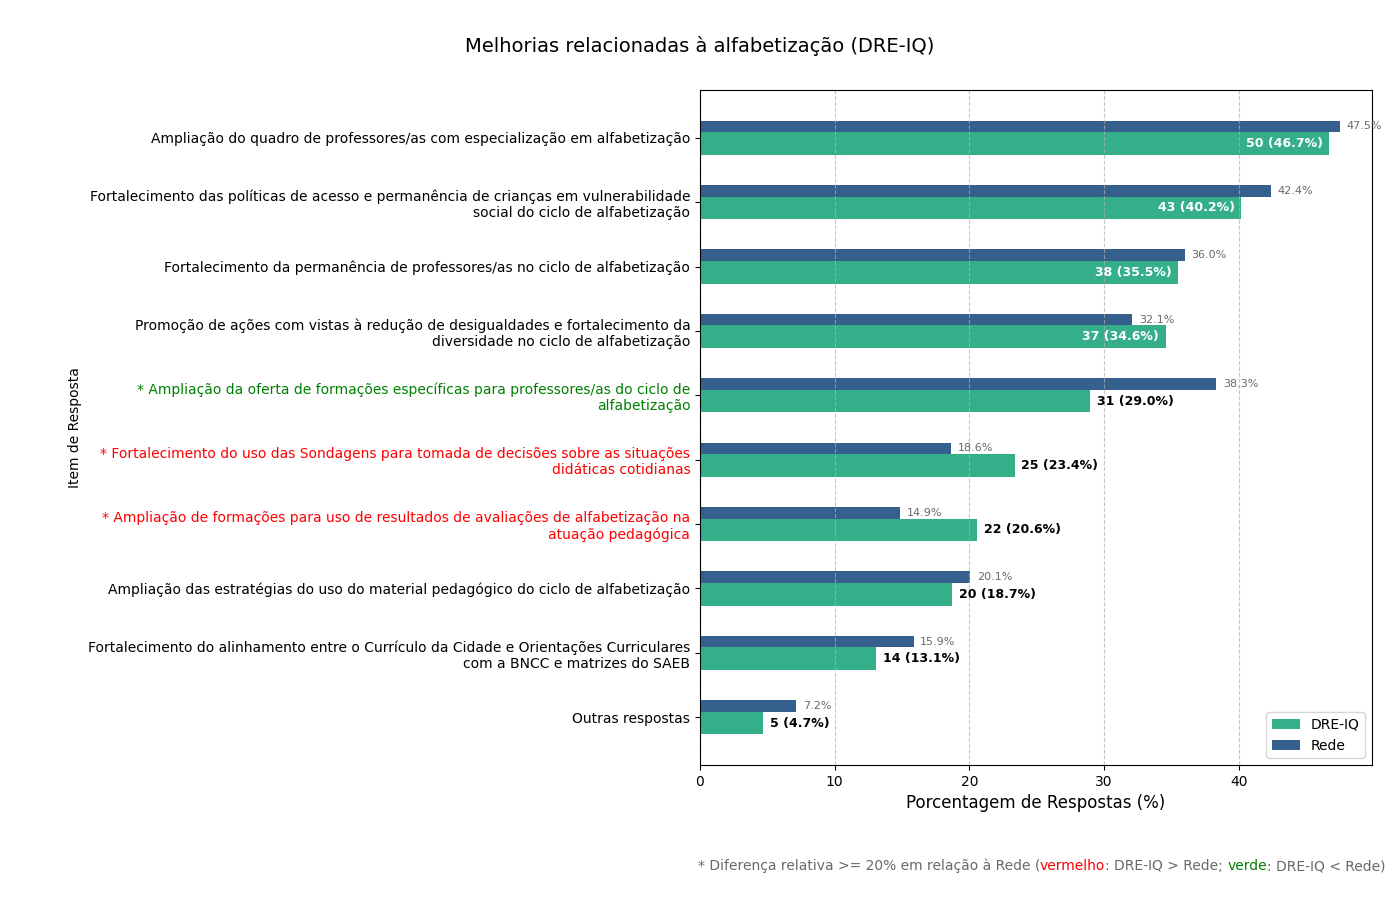 Melhorias relacionadas à alfabetização (DRE-IQ)
Item de Resposta
Ampliação do quadro de professores/as com especialização em alfabetização
47.5%
50 (46.7%)
Fortalecimento das políticas de acesso e permanência de crianças em vulnerabilidade
social do ciclo de alfabetização
42.4%
43 (40.2%)
Fortalecimento da permanência de professores/as no ciclo de alfabetização
36.0%
38 (35.5%)
Promoção de ações com vistas à redução de desigualdades e fortalecimento da
diversidade no ciclo de alfabetização
32.1%
37 (34.6%)
* Ampliação da oferta de formações específicas para professores/as do ciclo de
alfabetização
38.3%
31 (29.0%)
* Fortalecimento do uso das Sondagens para tomada de decisões sobre as situações
didáticas cotidianas
18.6%
25 (23.4%)
* Ampliação de formações para uso de resultados de avaliações de alfabetização na
atuação pedagógica
14.9%
22 (20.6%)
Ampliação das estratégias do uso do material pedagógico do ciclo de alfabetização
20.1%
20 (18.7%)
Fortalecimento do alinhamento entre o Currículo da Cidade e Orientações Curriculares
com a BNCC e matrizes do SAEB
15.9%
14 (13.1%)
Outras respostas
7.2%
5 (4.7%)
DRE-IQ
Rede
0 10 20 30 40
Porcentagem de Respostas (%)
* Diferença relativa >= 20% em relação à Rede (vermelho: DRE-IQ > Rede; verde: DRE-IQ < Rede)